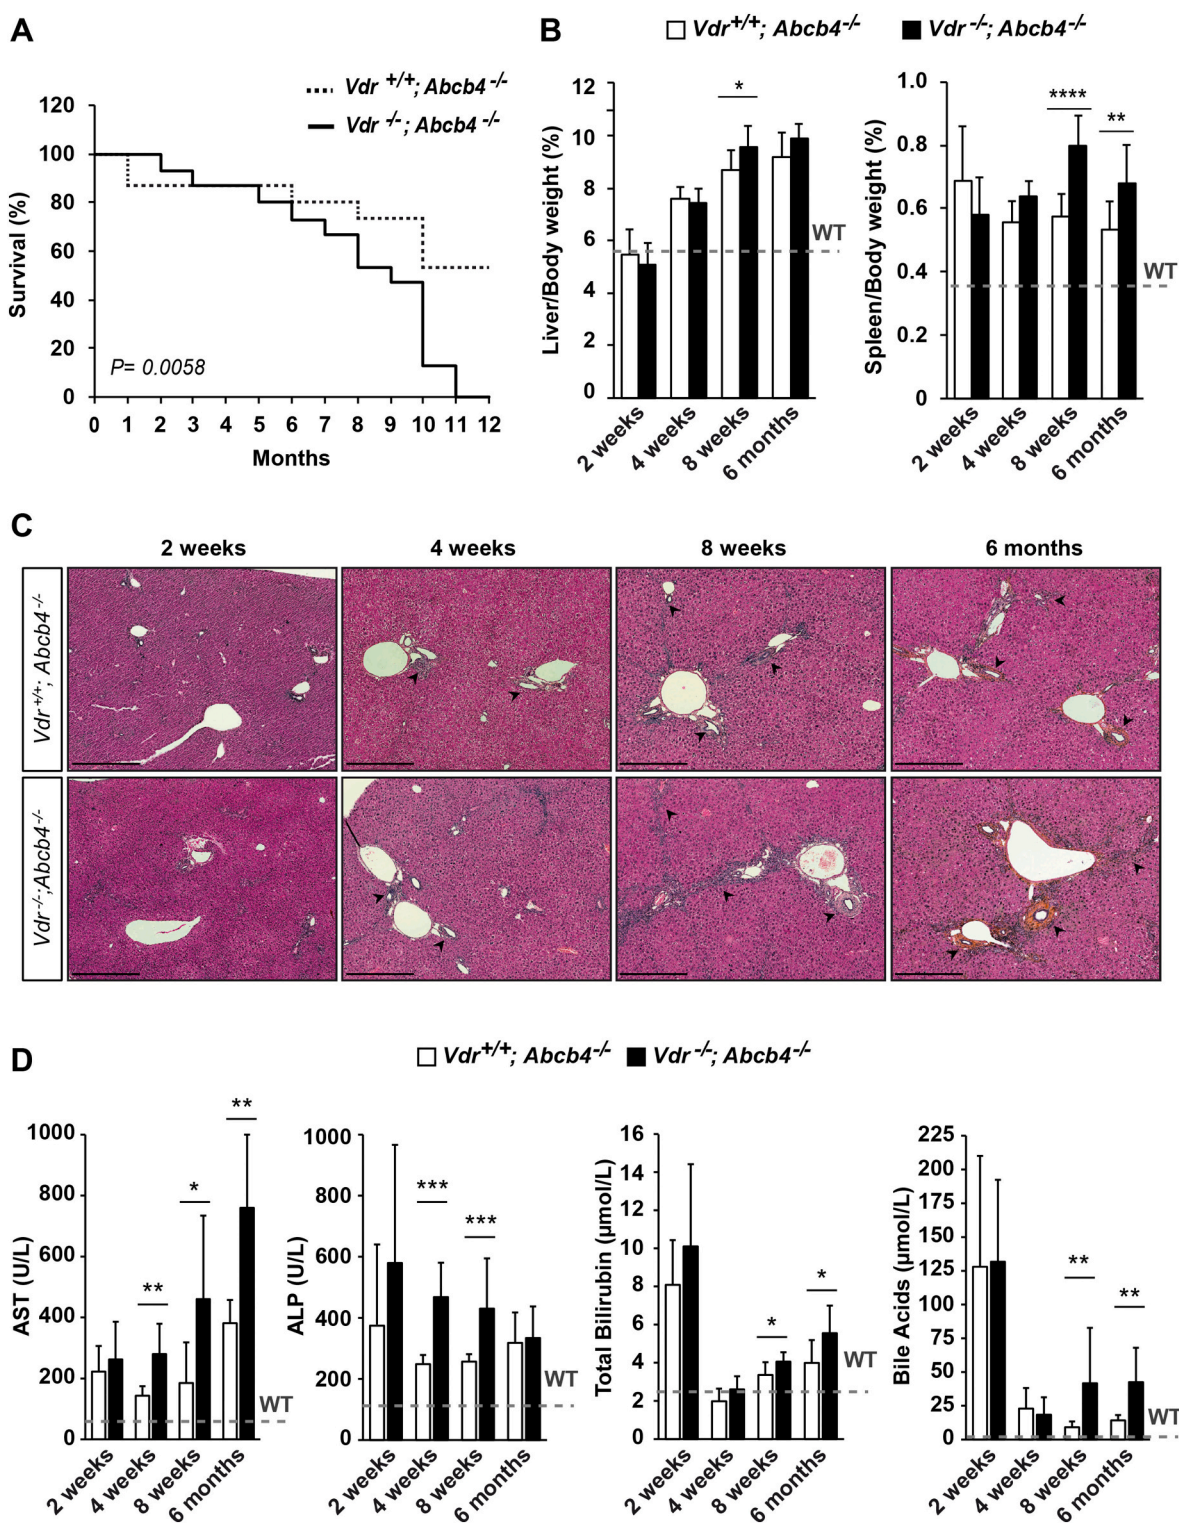 A
Vdr +/+; Abcb4 -/-
Vdr -/-; Abcb4 -/-
120
100
80
60
40
20
0
Survival (%)
P= 0.0058
0 1 2 3 4 5 6 7 8 9 10 11 12
Months
B
Vdr+/+; Abcb4-/-
Vdr-/-; Abcb4-/-
12
10
8
6
4
2
0
Liver/Body weight (%)
*
WT
2 weeks
4 weeks
8 weeks
6 months
1.0
0.8
0.6
0.4
0.2
0
Spleen/Body weight (%)
****
**
WT
2 weeks
4 weeks
8 weeks
6 months
C
2 weeks
4 weeks
8 weeks
6 months
Vdr+/+; Abcb4-/-
Vdr-/-;Abcb4-/-
D
Vdr+/+; Abcb4-/-
Vdr-/-; Abcb4-/-
1000
800
600
400
200
0
AST (U/L)
**
*
**
WT
2 weeks
4 weeks
8 weeks
6 months
1000
800
600
400
200
0
ALP (U/L)
***
***
WT
2 weeks
4 weeks
8 weeks
6 months
16
14
12
10
8
6
4
2
0
Total Bilirubin (µmol/L)
*
*
WT
2 weeks
4 weeks
8 weeks
6 months
225
200
175
150
125
100
75
50
25
0
Bile Acids (µmol/L)
**
**
WT
2 weeks
4 weeks
8 weeks
6 months